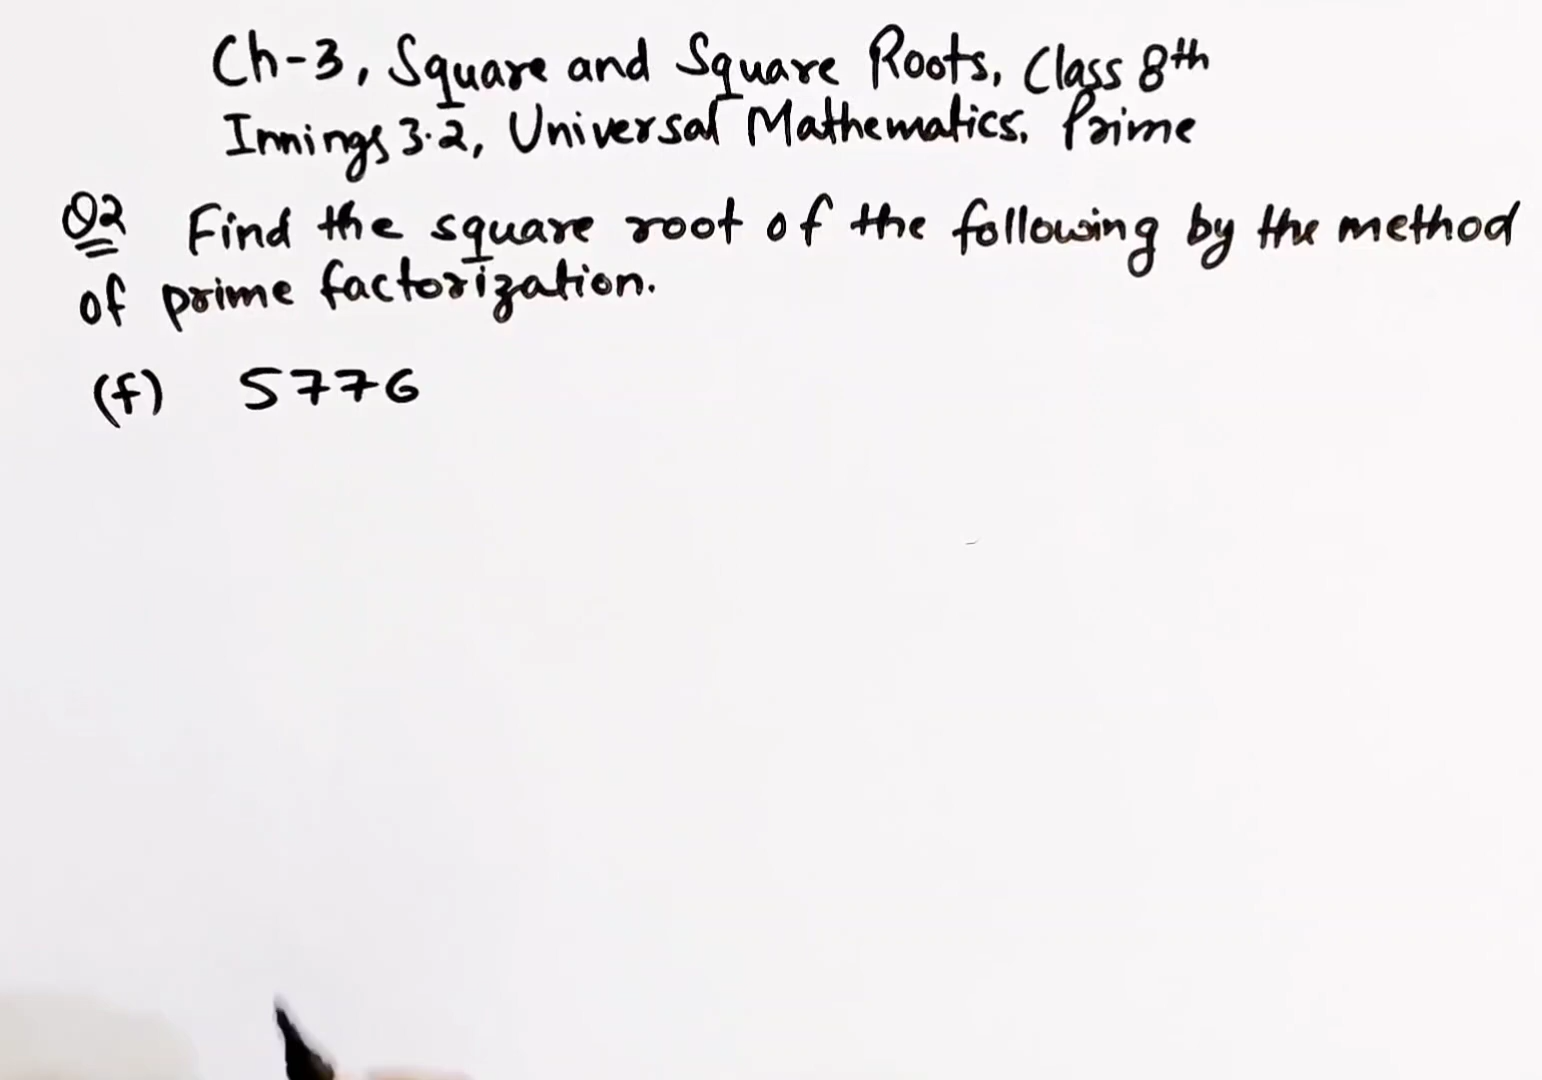 Ch-3, Square and Square Roots, Class 8th
Innings 3.2, Universal Mathematics, Prime
Q2 Find the square root of the following by the method
of prime factorization.
(f) 5776